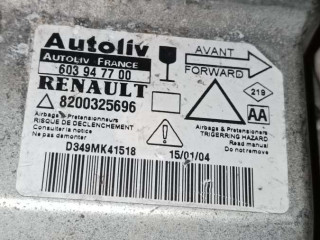 Autoliv
AUTOLIV FRANCE
603 94 77 00
RENAULT
8200325696
AVANT
FORWARD
219
AA
Airbags & Pretensionneurs
RISQUE DE DECLENCHEMENT
Consulter la notice
Ne pas demonter
Airbags & Pretensioners
TRIGERRING HAZARD
Read manual
Do not remove
D349MK41518
15/01/04